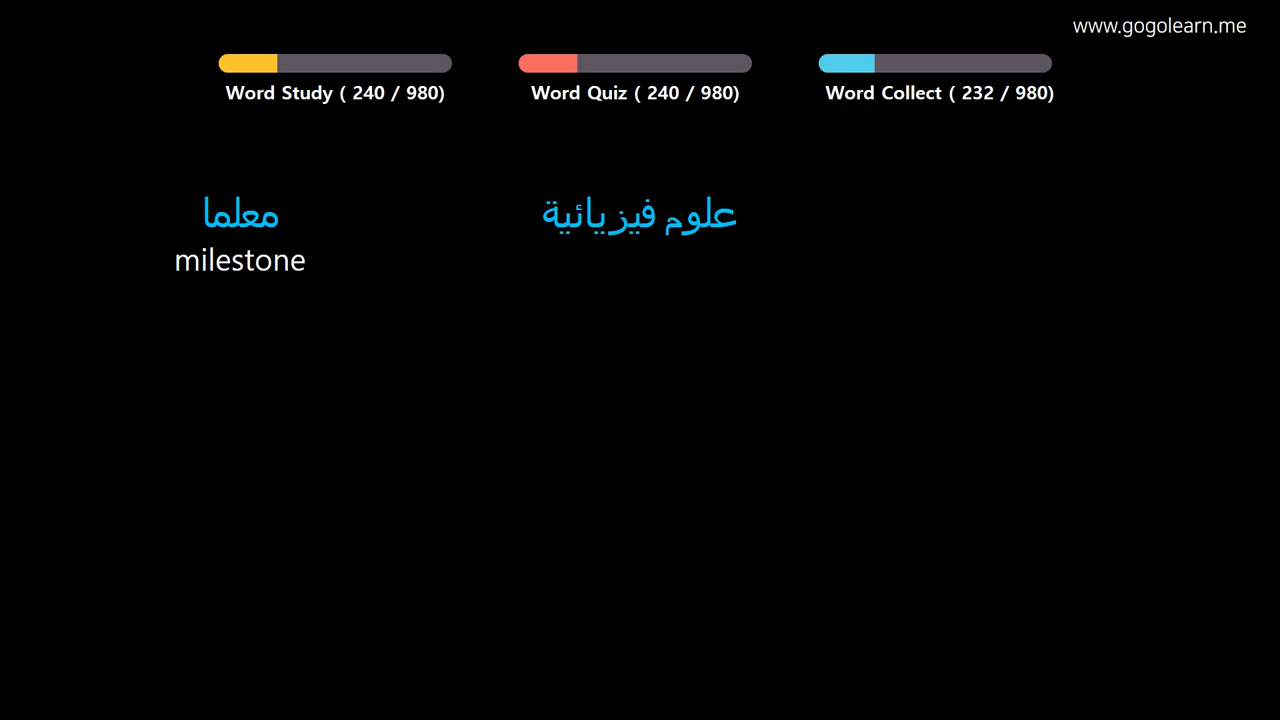 www.gogolearn.me
Word Study ( 240 / 980)
Word Quiz ( 240 / 980)
Word Collect ( 232 / 980)
معلما
milestone
علوم فيزيائية